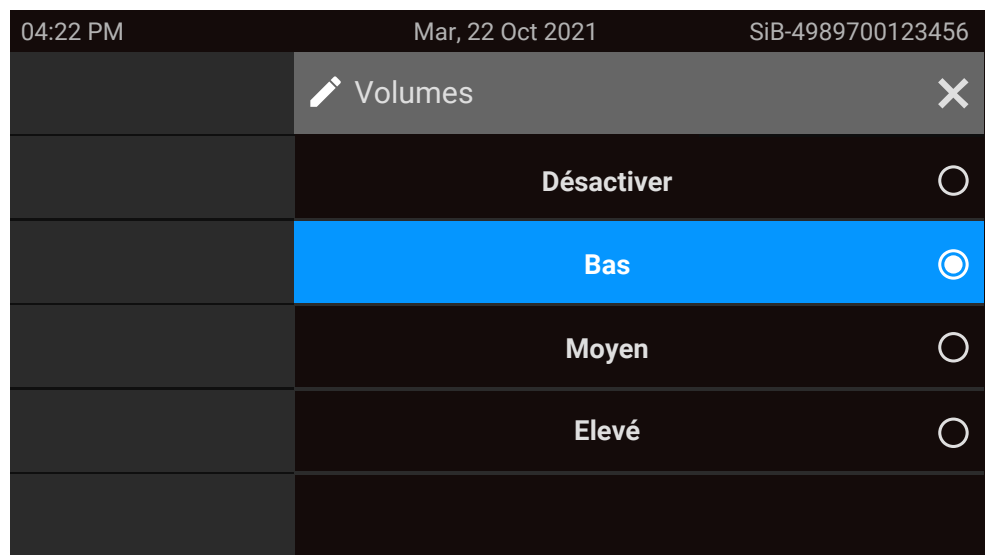 04:22 PM Mar, 22 Oct 2021 SiB-4989700123456
Volumes
Désactiver
Bas
Moyen
Elevé